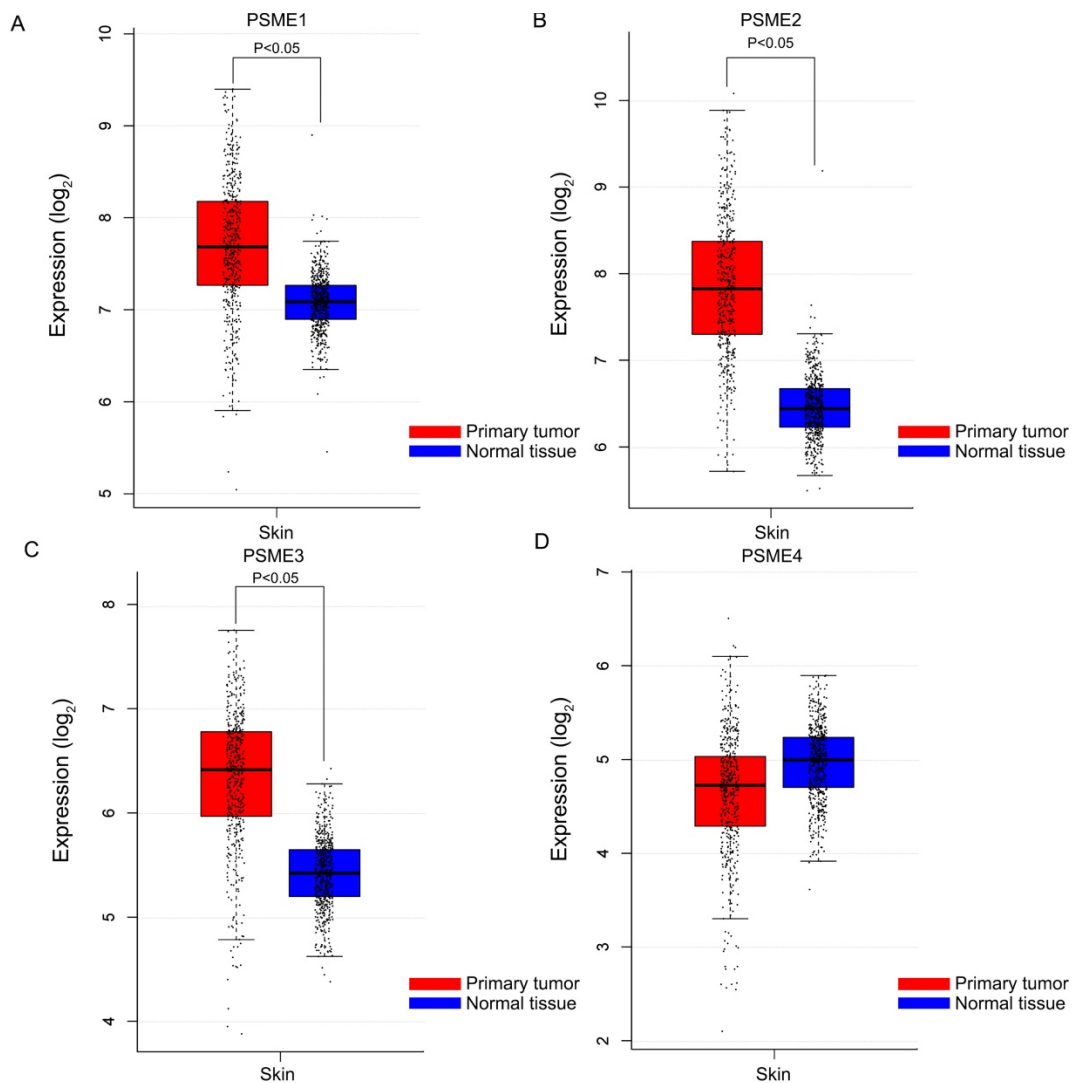 A
PSME1
P<0.05
Expression (log2)
10
9
8
7
6
5
Primary tumor
Normal tissue
Skin
B
PSME2
P<0.05
Expression (log2)
10
9
8
7
6
Primary tumor
Normal tissue
Skin
C
PSME3
P<0.05
Expression (log2)
8
7
6
5
4
Primary tumor
Normal tissue
Skin
D
PSME4
Expression (log2)
7
6
5
4
3
2
Primary tumor
Normal tissue
Skin